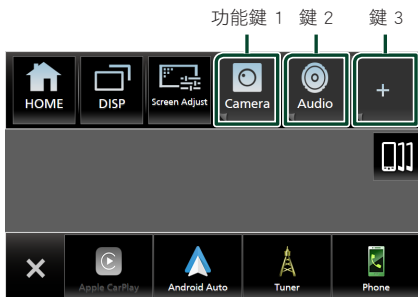 功能鍵 1 鍵 2 鍵 3
HOME DISP Screen Adjust Camera Audio +
Apple CarPlay Android Auto Tuner Phone